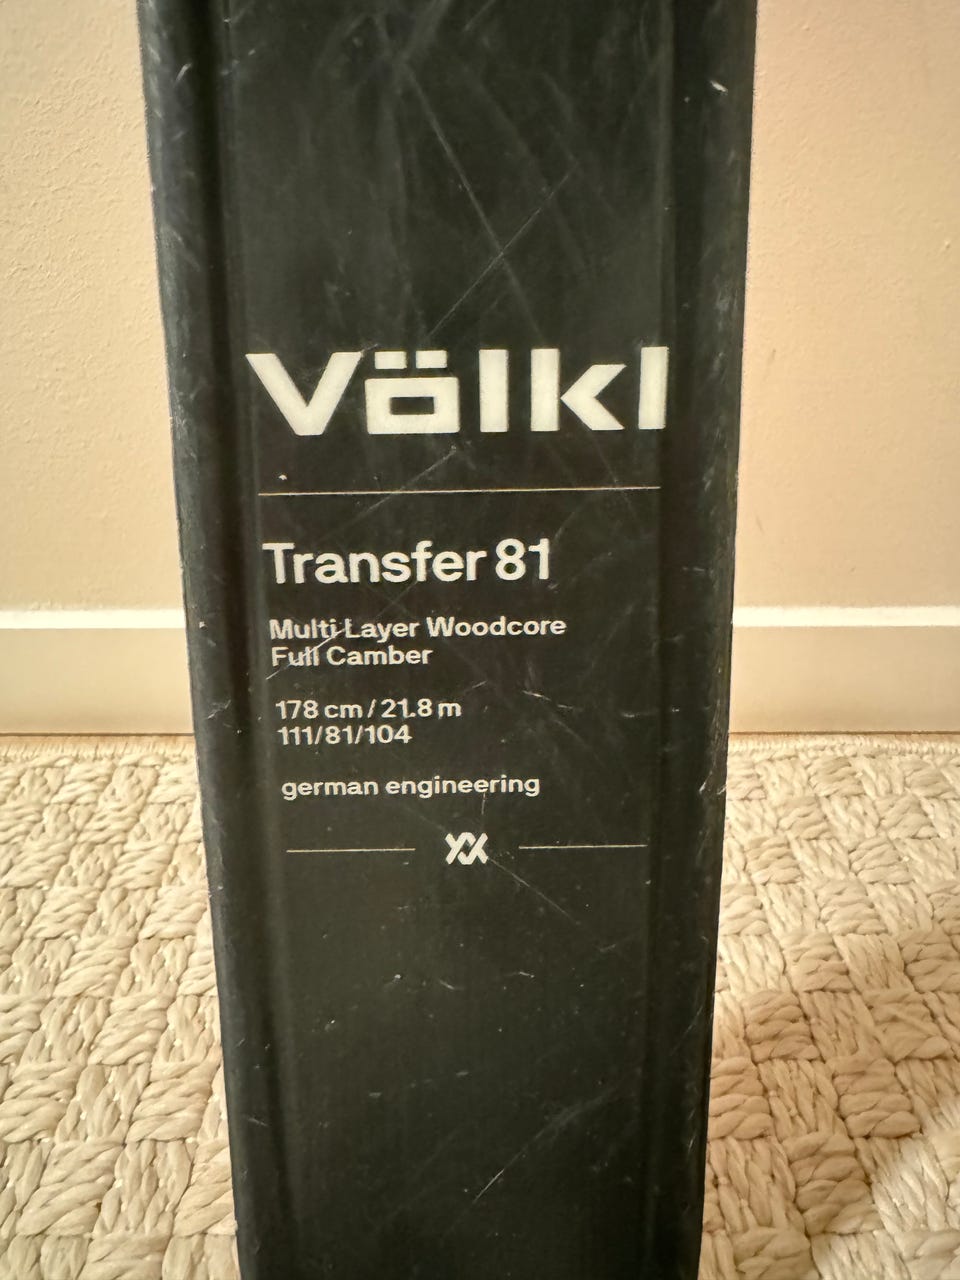 Völkl
Transfer 81
Multi Layer Woodcore
Full Camber
178 cm / 21.8 m
111/81/104
german engineering